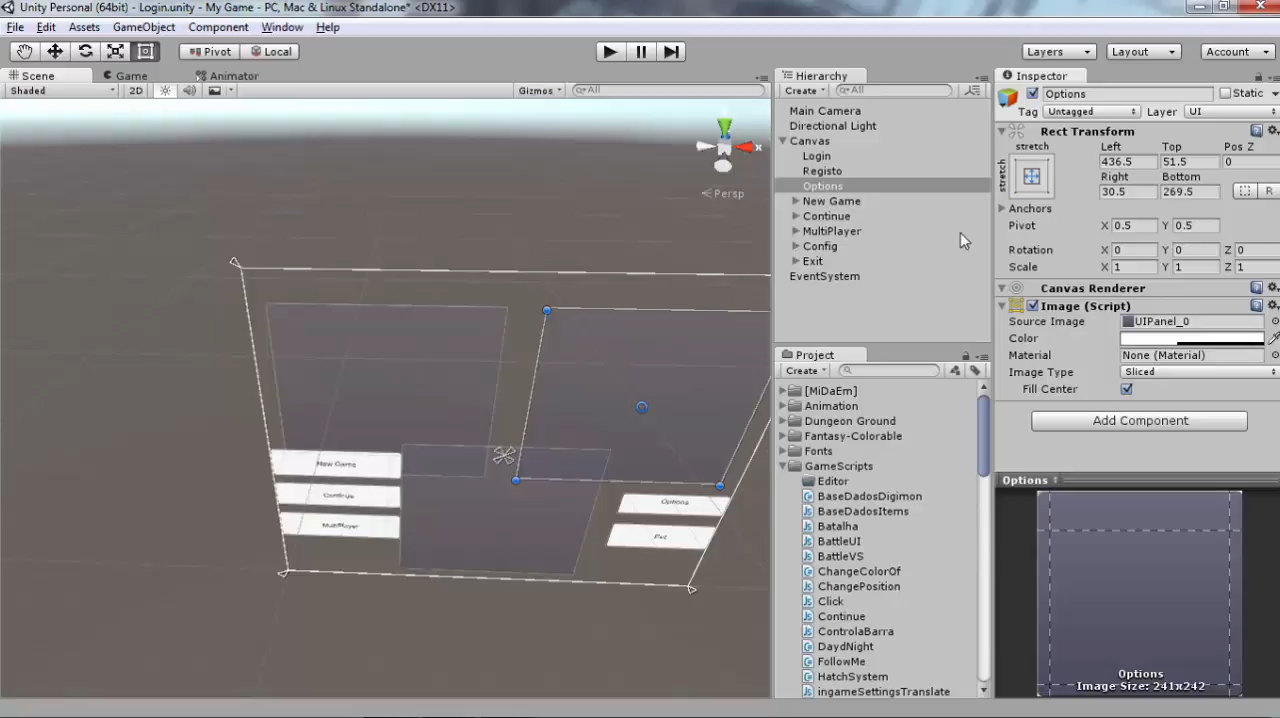 Unity Personal (64bit) - Login.unity - My Game - PC, Mac & Linux Standalone* <DX11>
File Edit Assets GameObject Component Window Help
Pivot Local Layers Layout Account
Scene Game Animator
Shaded 2D Gizmos All
Persp
x
New Game
Continue
MultiPlayer
Options
Exit
Hierarchy
Create All
Main Camera
Directional Light
Canvas
Login
Registo
Options
New Game
Continue
MultiPlayer
Config
Exit
EventSystem
Project
Create
[MiDaEm]
Animation
Dungeon Ground
Fantasy-Colorable
Fonts
GameScripts
Editor
BaseDadosDigimon
BaseDadosItems
Batalha
BattleUI
BattleVS
ChangeColorOf
ChangePosition
Click
Continue
ControlaBarra
DaydNight
FollowMe
HatchSystem
ingameSettingsTranslate
Inspector
Options Static
Tag Untagged Layer UI
Rect Transform
stretch Left Top Pos Z
stretch 436.5 51.5 0
Right Bottom
30.5 269.5 R
Anchors
Pivot X 0.5 Y 0.5
Rotation X 0 Y 0 Z 0
Scale X 1 Y 1 Z 1
Canvas Renderer
Image (Script)
Source Image UIPanel_0
Color
Material None (Material)
Image Type Sliced
Fill Center
Add Component
Options
Options
Image Size: 241x242